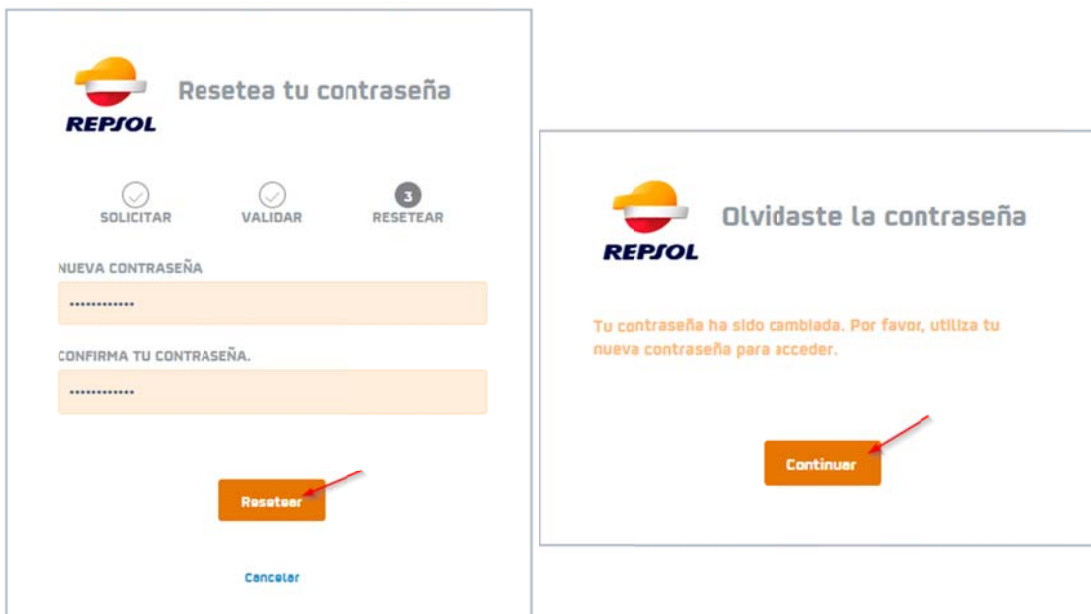 Resetea tu contraseña
REPSOL
3
SOLICITAR VALIDAR RESETEAR
NUEVA CONTRASEÑA
••••••••••••
CONFIRMA TU CONTRASEÑA.
••••••••••••
Resetear
Cancelar
Olvidaste la contraseña
REPSOL
Tu contraseña ha sido cambiada. Por favor, utiliza tu
nueva contraseña para acceder.
Continuar